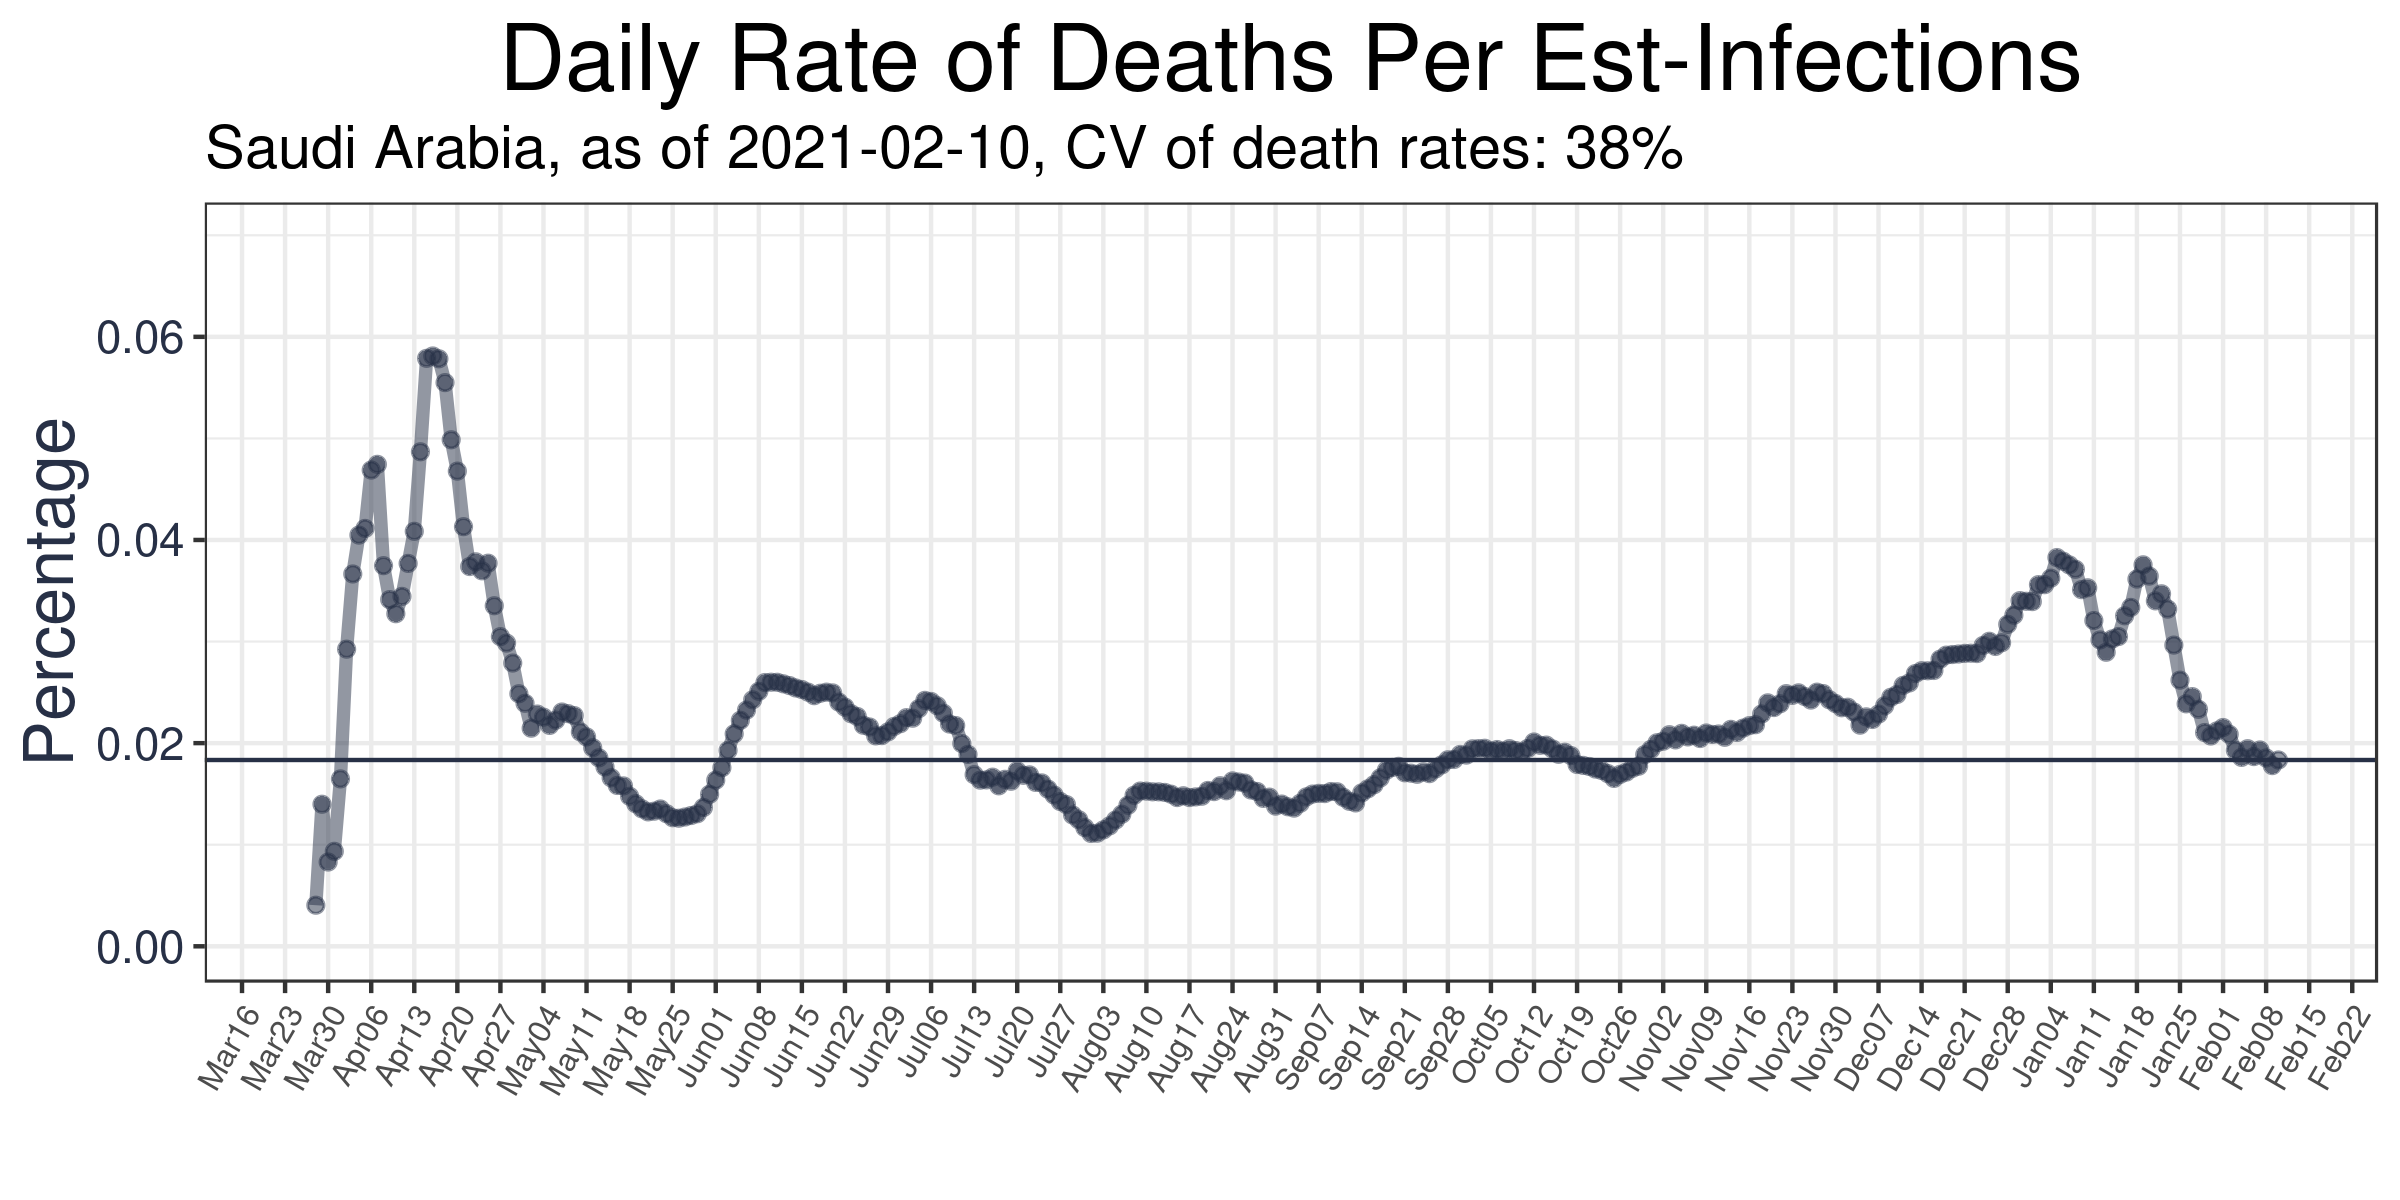 Daily Rate of Deaths Per Est-Infections
Saudi Arabia, as of 2021-02-10, CV of death rates: 38%
Percentage
0.06
0.04
0.02
0.00
Mar16
Mar23
Mar30
Apr06
Apr13
Apr20
Apr27
May04
May11
May18
May25
Jun01
Jun08
Jun15
Jun22
Jun29
Jul06
Jul13
Jul20
Jul27
Aug03
Aug10
Aug17
Aug24
Aug31
Sep07
Sep14
Sep21
Sep28
Oct05
Oct12
Oct19
Oct26
Nov02
Nov09
Nov16
Nov23
Nov30
Dec07
Dec14
Dec21
Dec28
Jan04
Jan11
Jan18
Jan25
Feb01
Feb08
Feb15
Feb22